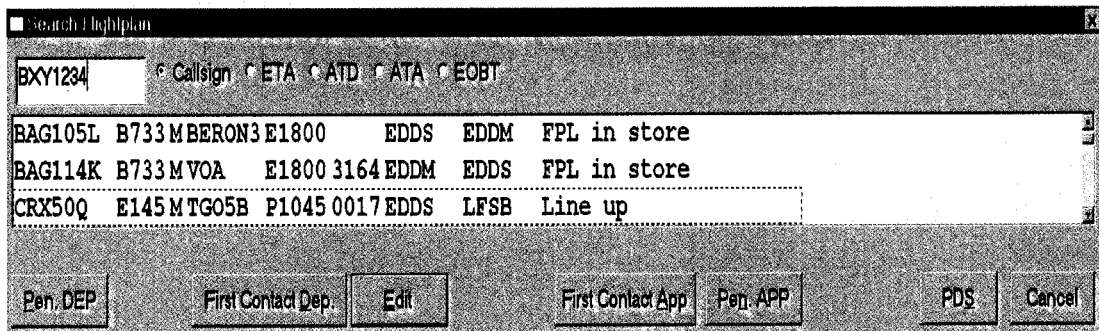 Search Flightplan
X
BXY1234 Callsign ETA ATD ATA EOBT
BAG105L B733 M BERON3 E1800 EDDS EDDM FPL in store
BAG114K B733 M VOA E1800 3164 EDDM EDDS FPL in store
CRX50Q E145 M TGO5B P1045 0017 EDDS LFSB Line up
Pen. DEP First Contact Dep. Edit First Contact App Pen. APP PDS Cancel